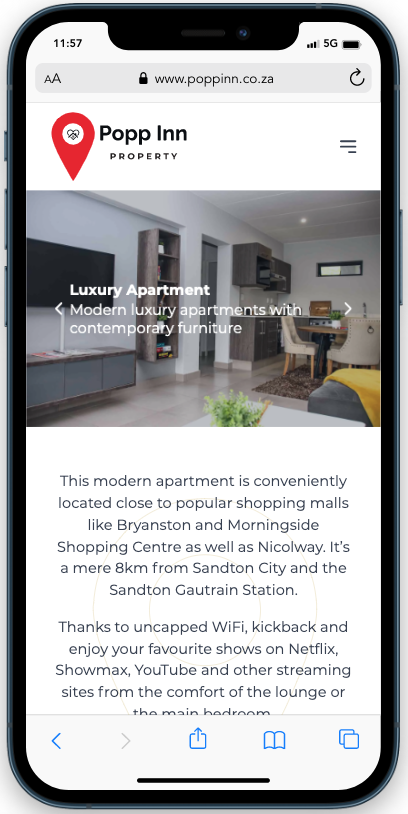 11:57
5G
AA
www.poppinn.co.za
Popp Inn
PROPERTY
Luxury Apartment
Modern luxury apartments with
contemporary furniture
This modern apartment is conveniently
located close to popular shopping malls
like Bryanston and Morningside
Shopping Centre as well as Nicolway. It's
a mere 8km from Sandton City and the
Sandton Gautrain Station.
Thanks to uncapped WiFi, kickback and
enjoy your favourite shows on Netflix,
Showmax, YouTube and other streaming
sites from the comfort of the lounge or
the main bedroom.